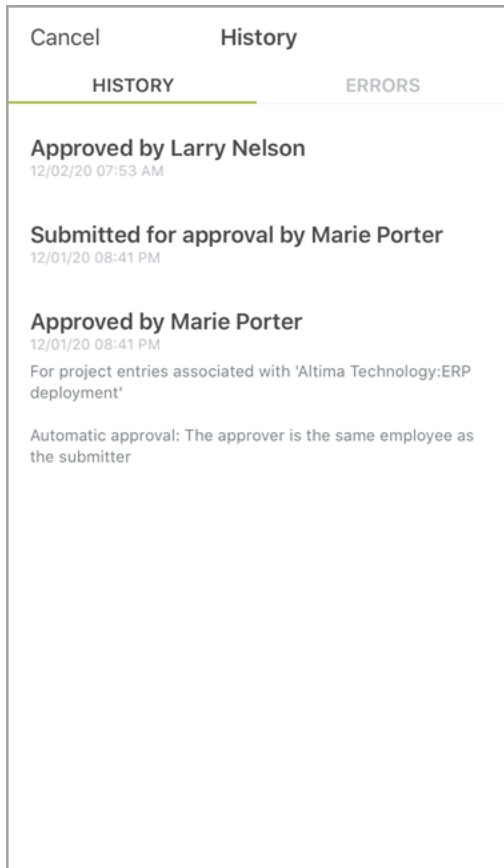 Cancel
History
HISTORY
ERRORS
Approved by Larry Nelson
12/02/20 07:53 AM
Submitted for approval by Marie Porter
12/01/20 08:41 PM
Approved by Marie Porter
12/01/20 08:41 PM
For project entries associated with 'Altima Technology:ERP
deployment'
Automatic approval: The approver is the same employee as
the submitter